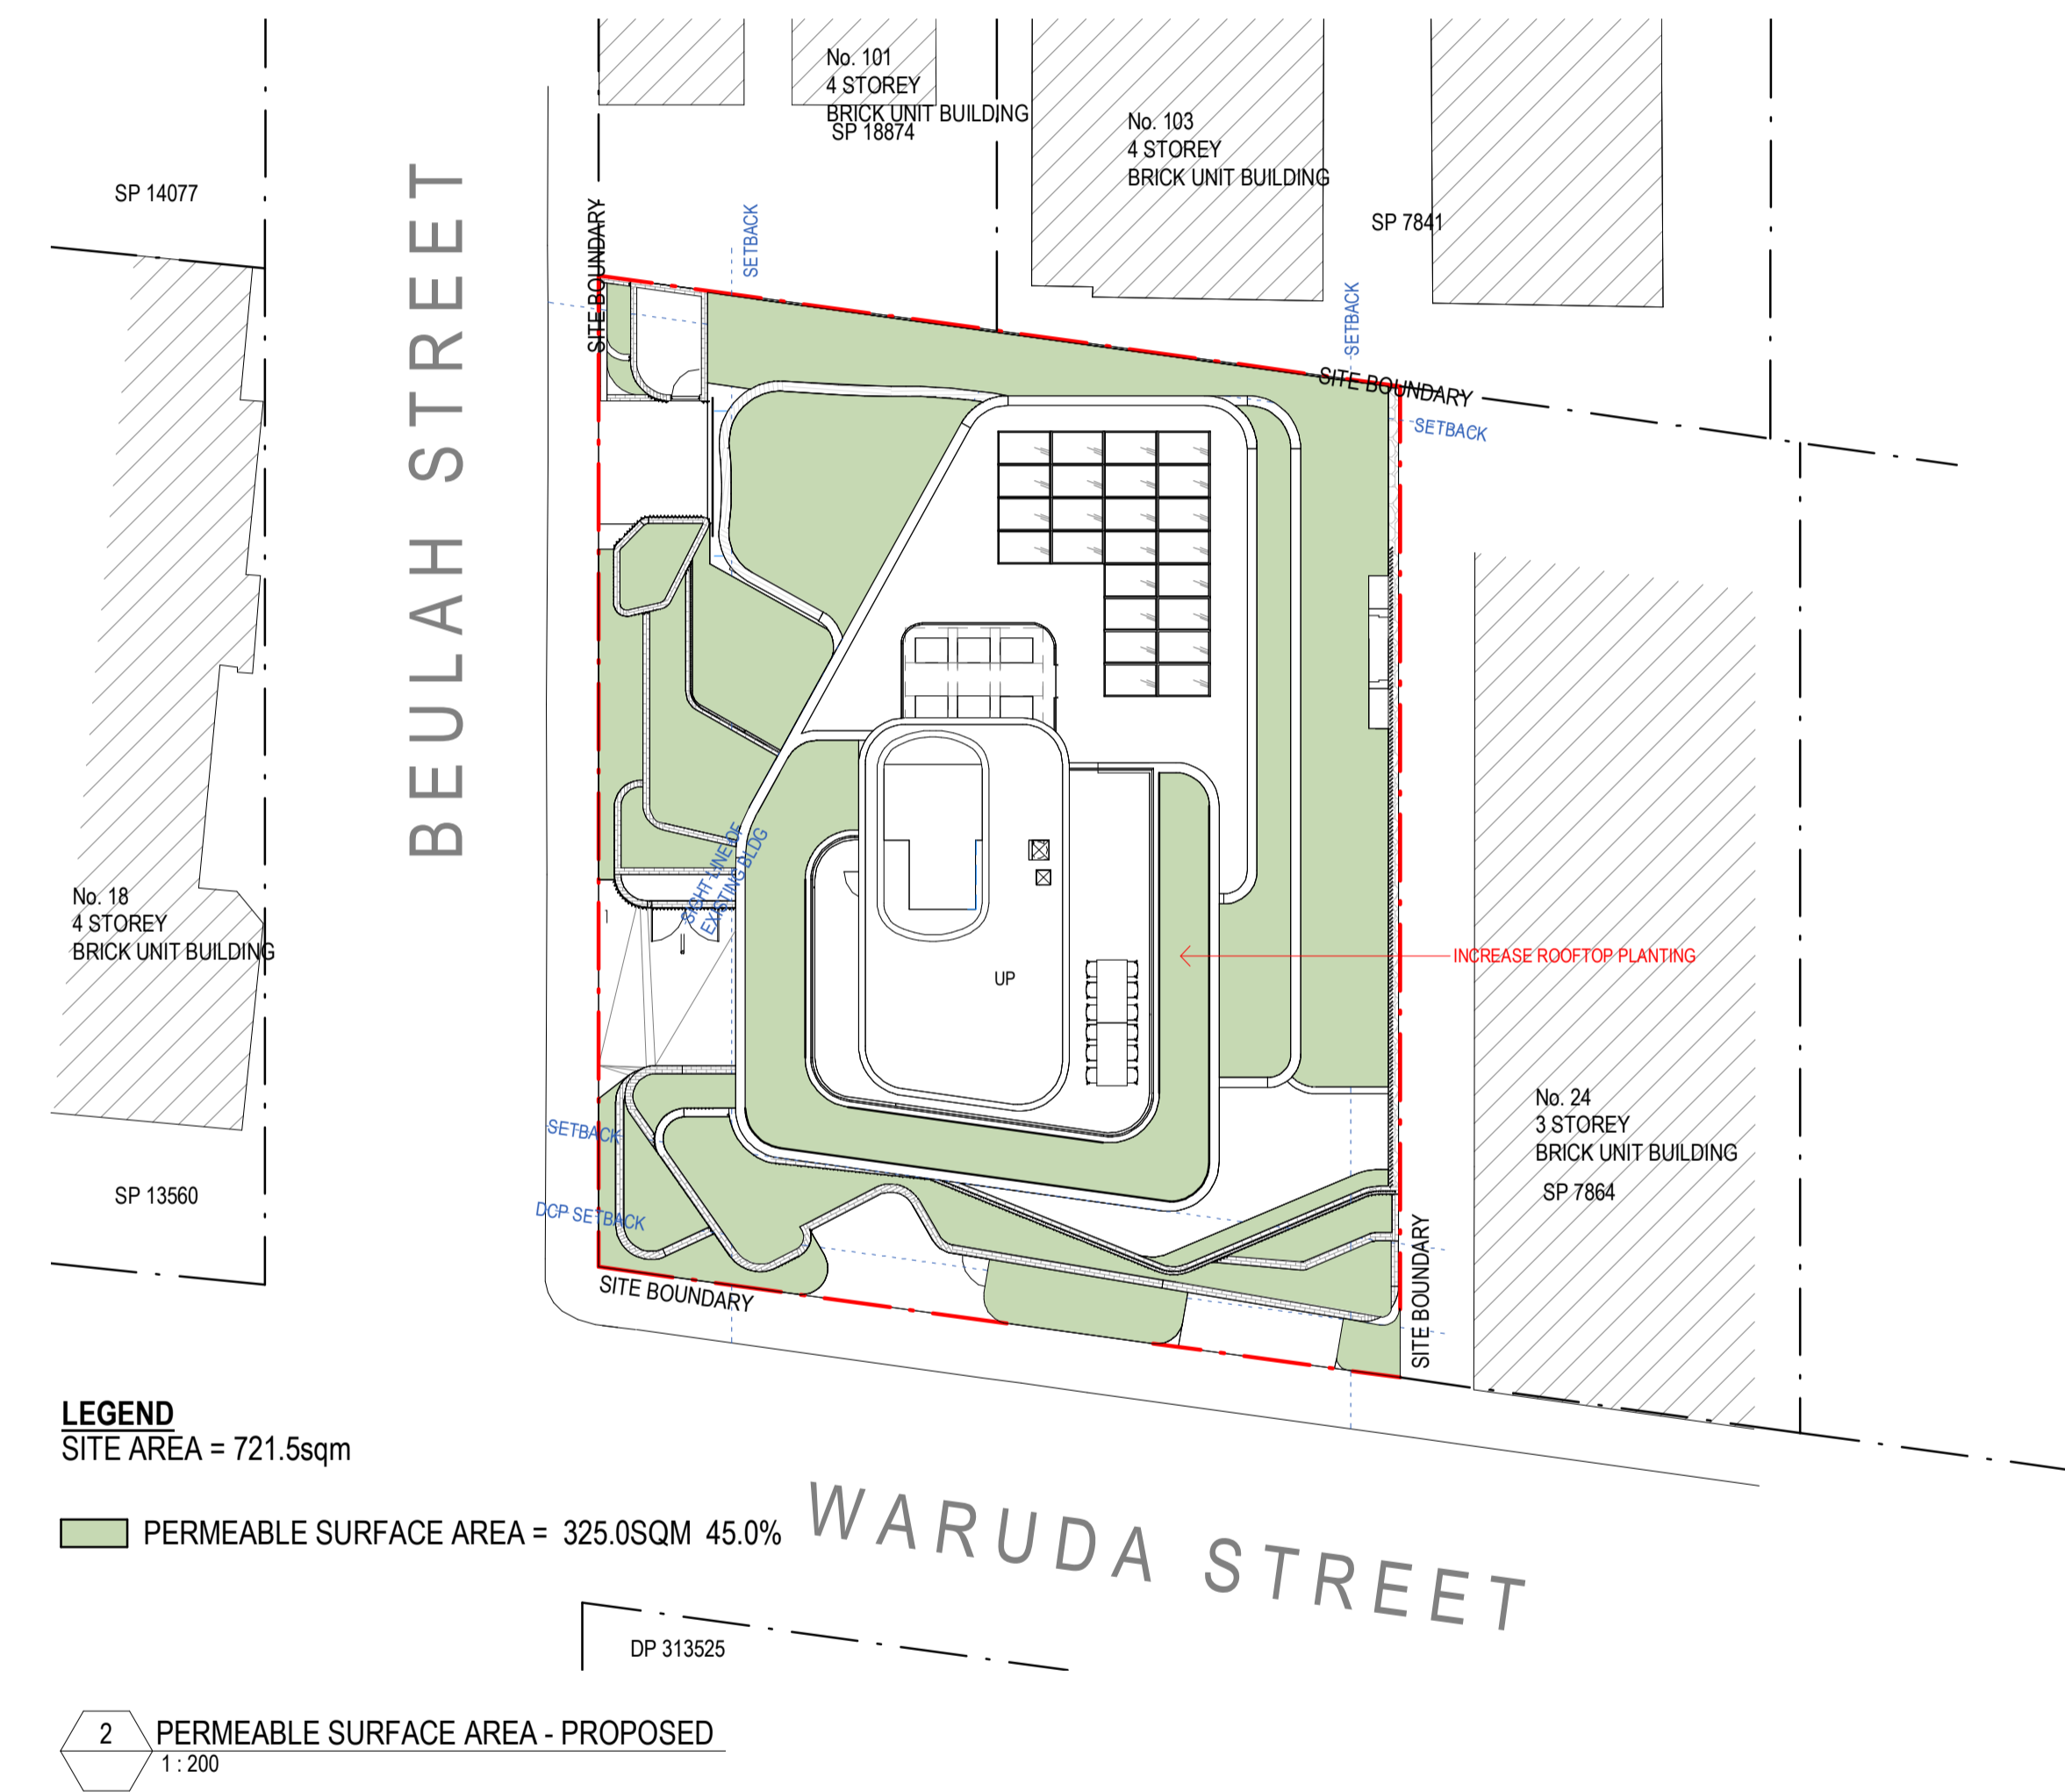 No. 101
4 STOREY
BRICK UNIT BUILDING
SP 18874
No. 103
4 STOREY
BRICK UNIT BUILDING
SP 14077
SP 7841
BEULAH STREET
SITE BOUNDARY
SETBACK
SETBACK
SITE BOUNDARY
SETBACK
SIGHT LINE OF
EXISTING BLDG
No. 18
4 STOREY
BRICK UNIT BUILDING
UP
INCREASE ROOFTOP PLANTING
No. 24
3 STOREY
BRICK UNIT BUILDING
SP 7864
SETBACK
SP 13560
DCP SETBACK
SITE BOUNDARY
SITE BOUNDARY
LEGEND
SITE AREA = 721.5sqm
PERMEABLE SURFACE AREA = 325.0SQM 45.0%
WARUDA STREET
DP 313525
2
PERMEABLE SURFACE AREA - PROPOSED
1 : 200